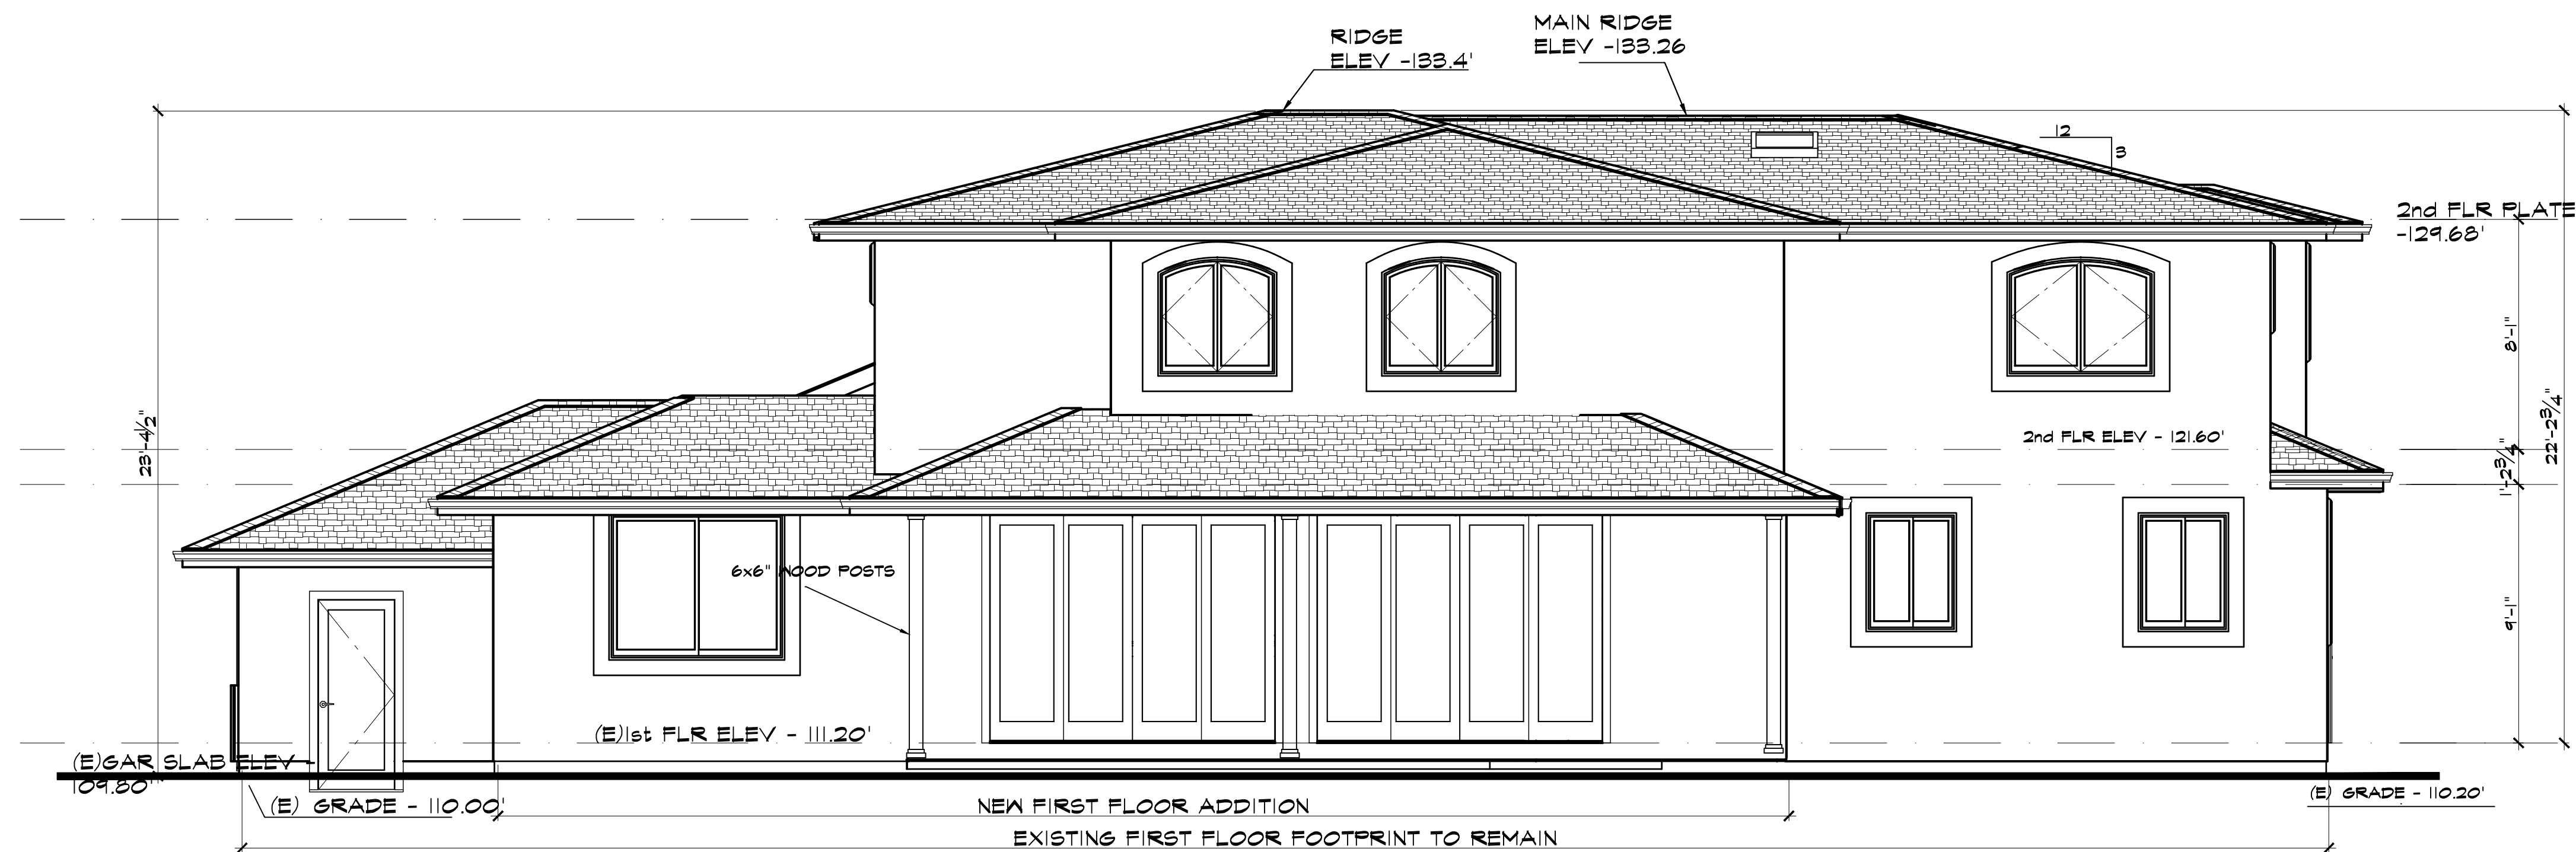 RIDGE
ELEV -133.4'
MAIN RIDGE
ELEV -133.26
12
3
2nd FLR PLATE
-129.68'
8'-1"
22'-2¾"
23'-4½"
2nd FLR ELEV - 121.60'
1'-2¾"
6x6" WOOD POSTS
9'-1"
(E)1st FLR ELEV - 111.20'
(E)GAR SLAB ELEV -
109.80'
(E) GRADE - 110.00'
NEW FIRST FLOOR ADDITION
(E) GRADE - 110.20'
EXISTING FIRST FLOOR FOOTPRINT TO REMAIN